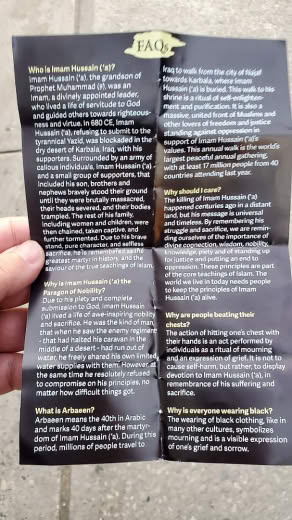 FAQs
Who is Imam Hussain (ʿa)?
Imam Hussain (ʿa), the grandson of
Prophet Muhammad (ﷺ), was an
Imam, a divinely appointed leader,
who lived a life of servitude to God
and guided others towards righteous-
ness and virtue. In 680 CE, Imam
Hussain (ʿa), refusing to submit to the
tyrannical Yazid, was blockaded in the
dry desert of Karbala, Iraq, with his
supporters. Surrounded by an army of
callous individuals, Imam Hussain (ʿa)
and a small group of supporters, that
included his son, brothers and
nephews bravely stood their ground
until they were brutally massacred,
their heads severed, and their bodies
trampled. The rest of his family,
including women and children, were
then chained, taken captive, and
further tormented. Due to his brave
stand, pure character, and selfless
sacrifice, he is remembered as the
greatest martyr in history, and the
saviour of the true teachings of Islam.
Why is Imam Hussain (ʿa) the
Paragon of Nobility?
Due to his piety and complete
submission to God, Imam Hussain
(ʿa) lived a life of awe-inspiring nobility
and sacrifice. He was the kind of man
that when he saw the enemy regiment
- that had halted his caravan in the
middle of a desert - had run out of
water, he freely shared his own limited
water supplies with them. However, at
the same time he resolutely refused
to compromise on his principles, no
matter how difficult things got.
What is Arbaeen?
Arbaeen means the 40th in Arabic
and marks 40 days after the martyr-
dom of Imam Hussain (ʿa). During this
period, millions of people travel to
Iraq to walk from the city of Najaf
towards Karbala, where Imam
Hussain (ʿa) is buried. This walk to his
shrine is a ritual of self-enlighten-
ment and purification. It is also a
massive, united front of Muslims and
other lovers of freedom and justice
standing against oppression in
support of Imam Hussain (ʿa)'s
values. This annual walk is the world's
largest peaceful annual gathering,
with at least 17 million people from 40
countries attending last year.
Why should I care?
The killing of Imam Hussain (ʿa)
happened centuries ago in a distant
land, but his message is universal
and timeless. By remembering his
struggle and sacrifice, we are remin-
ding ourselves of the importance of
divine connection, wisdom, nobility,
knowledge, piety and of standing up
for justice and putting an end to
oppression. These principles are part
of the core teachings of Islam. The
world we live in today needs people
to keep the principles of Imam
Hussain (ʿa) alive.
Why are people beating their
chests?
The action of hitting one's chest with
their hands is an act performed by
individuals as a ritual of mourning
and an expression of grief. It is not to
cause self-harm, but rather, to display
devotion to Imam Hussain (ʿa), in
remembrance of his suffering and
sacrifice.
Why is everyone wearing black?
The wearing of black clothing, like in
many other cultures, symbolizes
mourning and is a visible expression
of one's grief and sorrow.